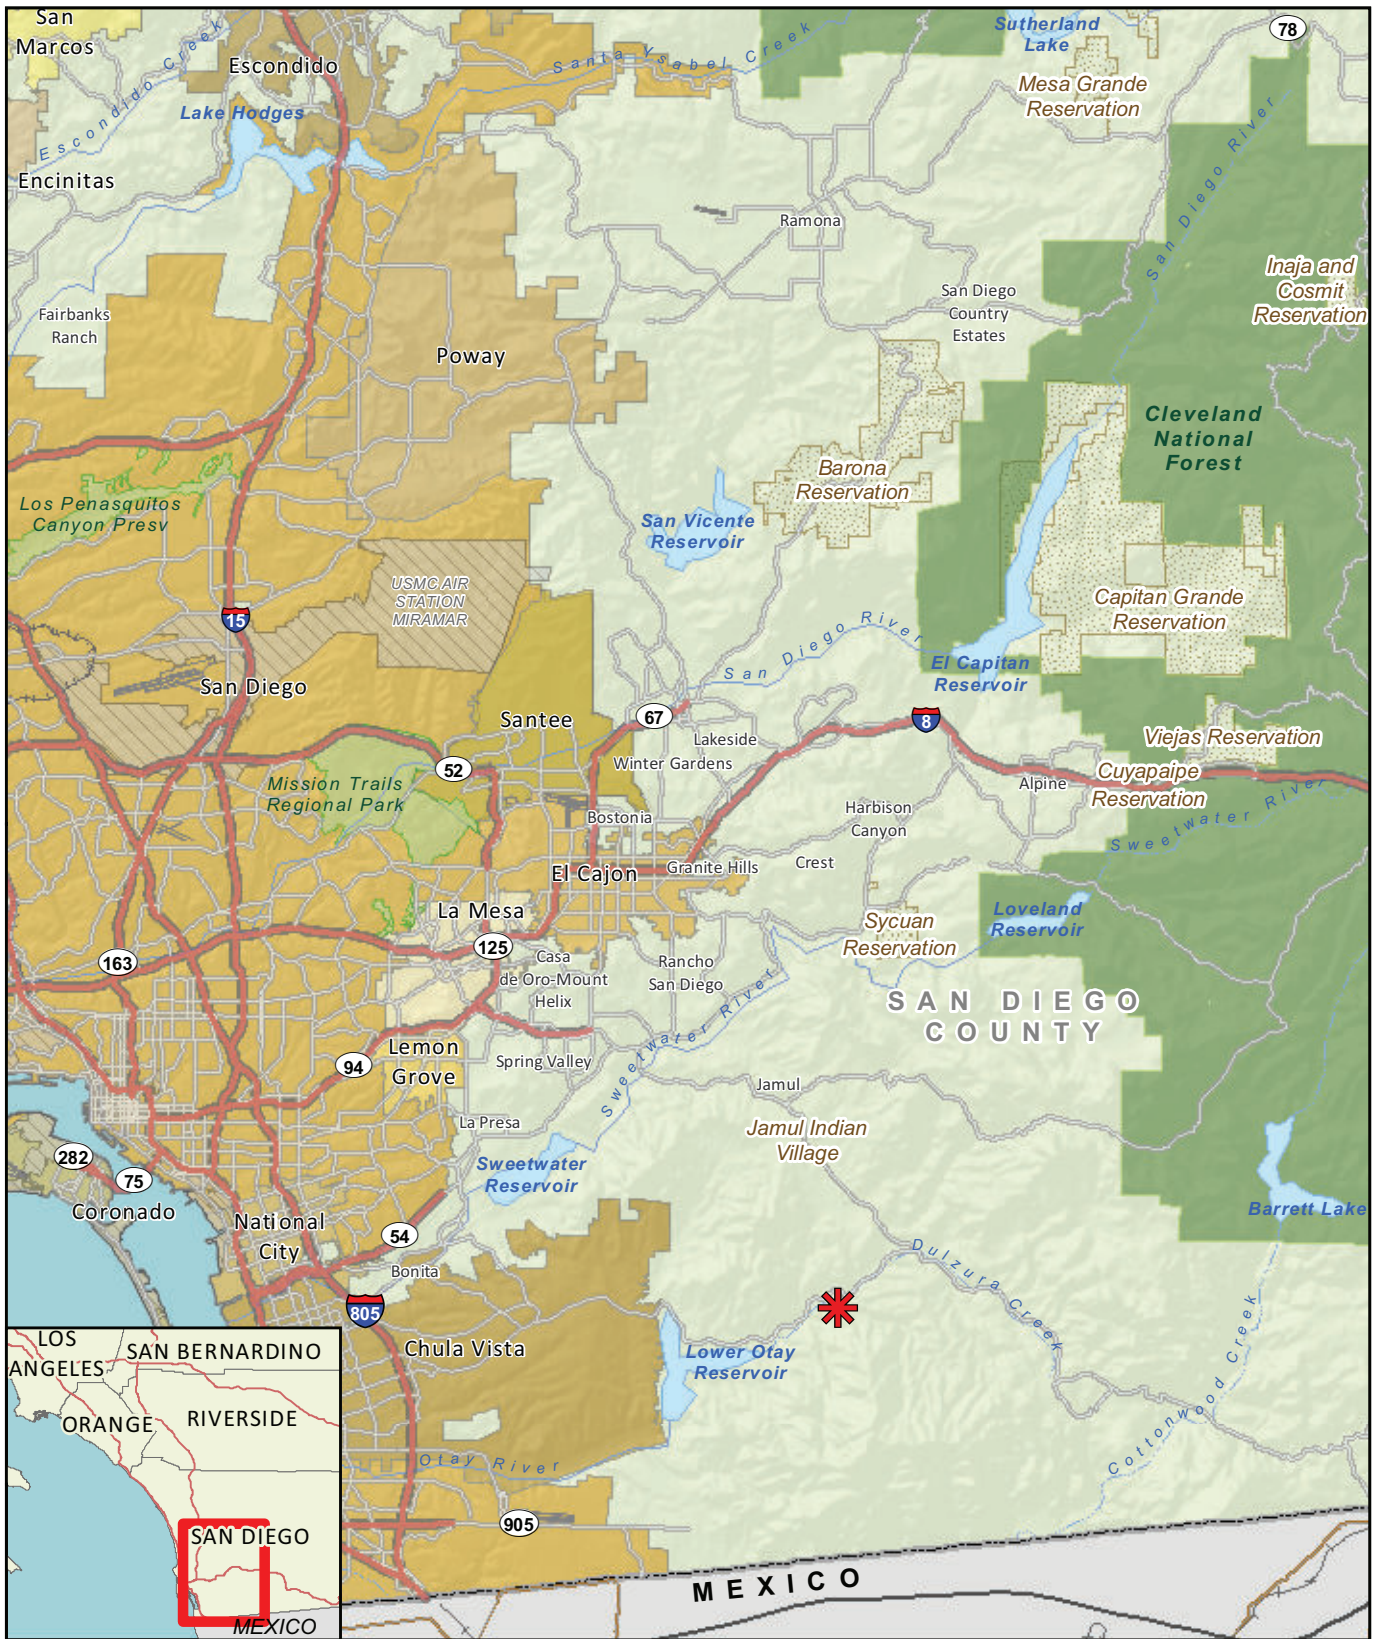 San
Marcos
Escondido
Escondido Creek
Santa Ysabel Creek
Sutherland
Lake
78
Mesa Grande
Reservation
Lake Hodges
Encinitas
Ramona
San Diego River
Inaja and
Cosmit
Reservation
San Diego
Country
Estates
Fairbanks
Ranch
Poway
Cleveland
National
Forest
Barona
Reservation
Los Penasquitos
Canyon Presv
San Vicente
Reservoir
USMC AIR
STATION
MIRAMAR
15
Capitan Grande
Reservation
San Diego River
El Capitan
Reservoir
San Diego
Santee
67
8
Lakeside
Winter Gardens
Viejas Reservation
52
Mission Trails
Regional Park
Alpine
Cuyapaipe
Reservation
Sweetwater River
Bostonia
Harbison
Canyon
El Cajon
Granite Hills
Crest
La Mesa
Sycuan
Reservation
Loveland
Reservoir
125
163
Casa
de Oro-Mount
Helix
Rancho
San Diego
SAN DIEGO
COUNTY
Sweetwater River
Lemon
Grove
94
Spring Valley
Jamul
La Presa
Jamul Indian
Village
282
75
Coronado
Sweetwater
Reservoir
National
City
54
Barrett Lake
Bonita
Dulzura Creek
805
Chula Vista
Lower Otay
Reservoir
Cottonwood Creek
Otay River
905
MEXICO
LOS
ANGELES
SAN BERNARDINO
ORANGE
RIVERSIDE
SAN DIEGO
MEXICO